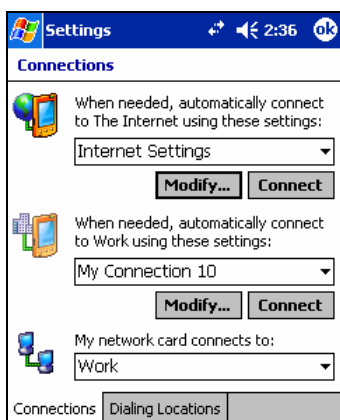 Settings 2:36 ok
Connections
When needed, automatically connect
to The Internet using these settings:
Internet Settings
Modify... Connect
When needed, automatically connect
to Work using these settings:
My Connection 10
Modify... Connect
My network card connects to:
Work
Connections Dialing Locations